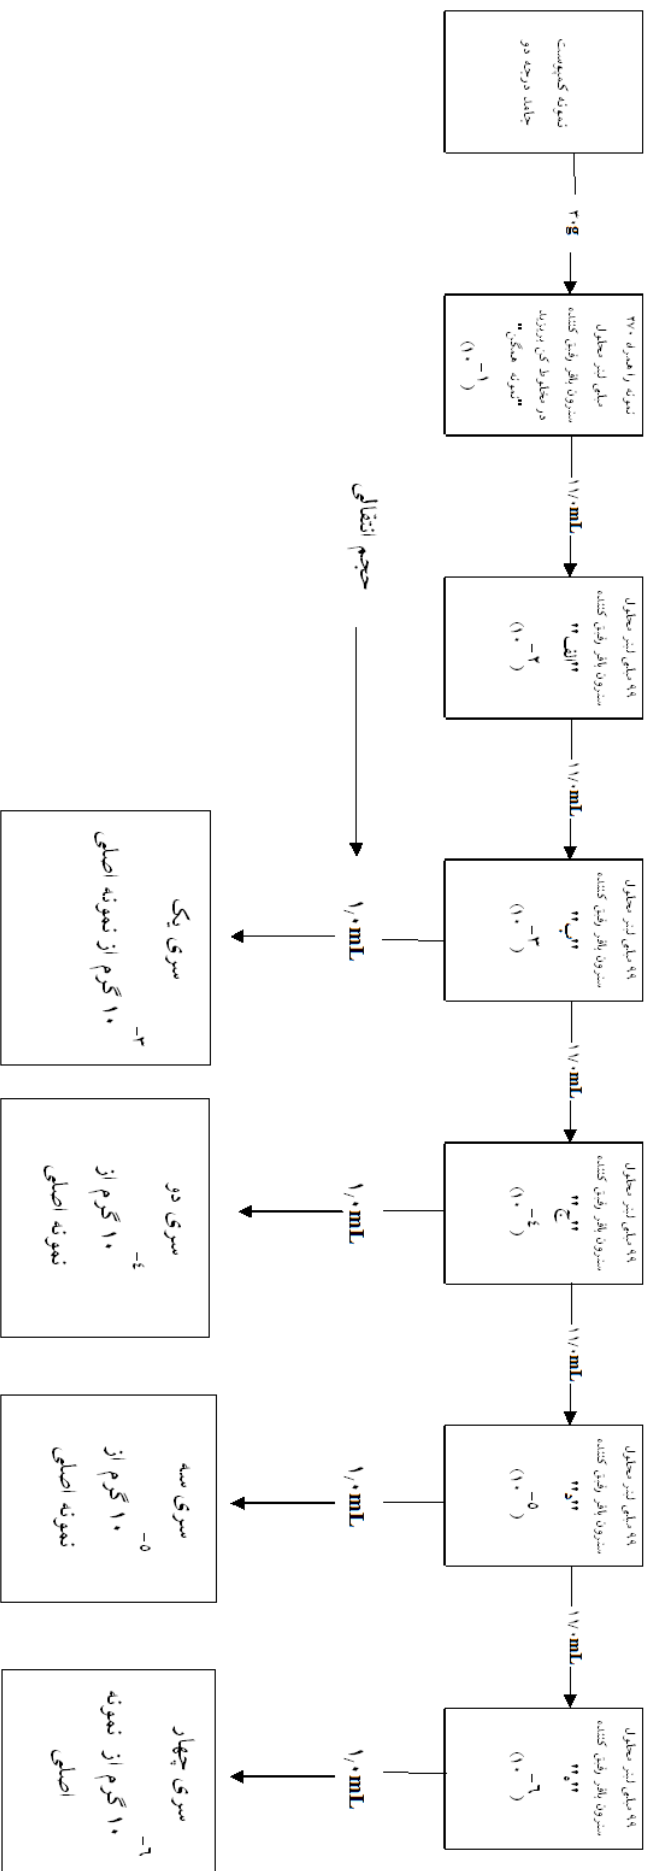 نمونه کمپوست
جامد درجه دو
۳۰g
نمونه را همراه ۲۷۰
میلی لیتر محلول
سترون بافر رقیق کننده
در مخلوط کن بریزید
"نمونه همگن"
(۱۰⁻¹)
۱۱/۰mL
۹۹ میلی لیتر محلول
سترون بافر رقیق کننده
"الف"
(۱۰⁻²)
۱۱/۰mL
۹۹ میلی لیتر محلول
سترون بافر رقیق کننده
"ب"
(۱۰⁻³)
۱۱/۰mL
۹۹ میلی لیتر محلول
سترون بافر رقیق کننده
"ج"
(۱۰⁻⁴)
۱۱/۰mL
۹۹ میلی لیتر محلول
سترون بافر رقیق کننده
"د"
(۱۰⁻⁵)
۱۱/۰mL
۹۹ میلی لیتر محلول
سترون بافر رقیق کننده
"ه"
(۱۰⁻⁶)
حجم انتقالی
۱/۰mL
۱/۰mL
۱/۰mL
۱/۰mL
سری یک
۱۰⁻³ گرم از نمونه اصلی
سری دو
۱۰⁻⁴ گرم از
نمونه اصلی
سری سه
۱۰⁻⁵ گرم از
نمونه اصلی
سری چهار
۱۰⁻⁶ گرم از نمونه
اصلی